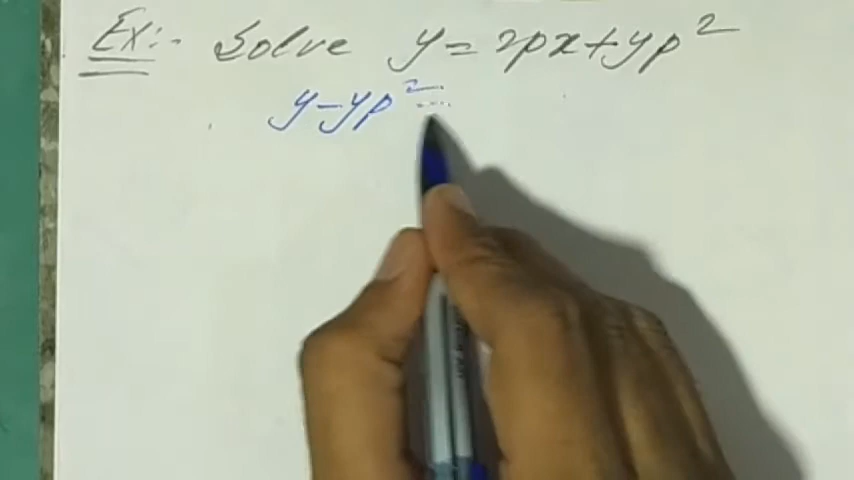 Ex:- Solve y = 2px + yp²
y - yp² =